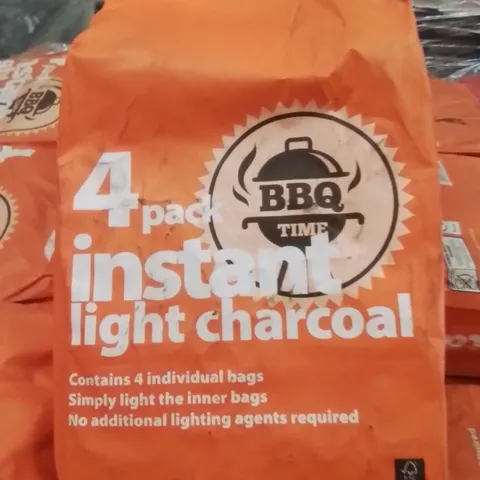 BBQ
TIME
4 pack
instant
light charcoal
Contains 4 individual bags
Simply light the inner bags
No additional lighting agents required